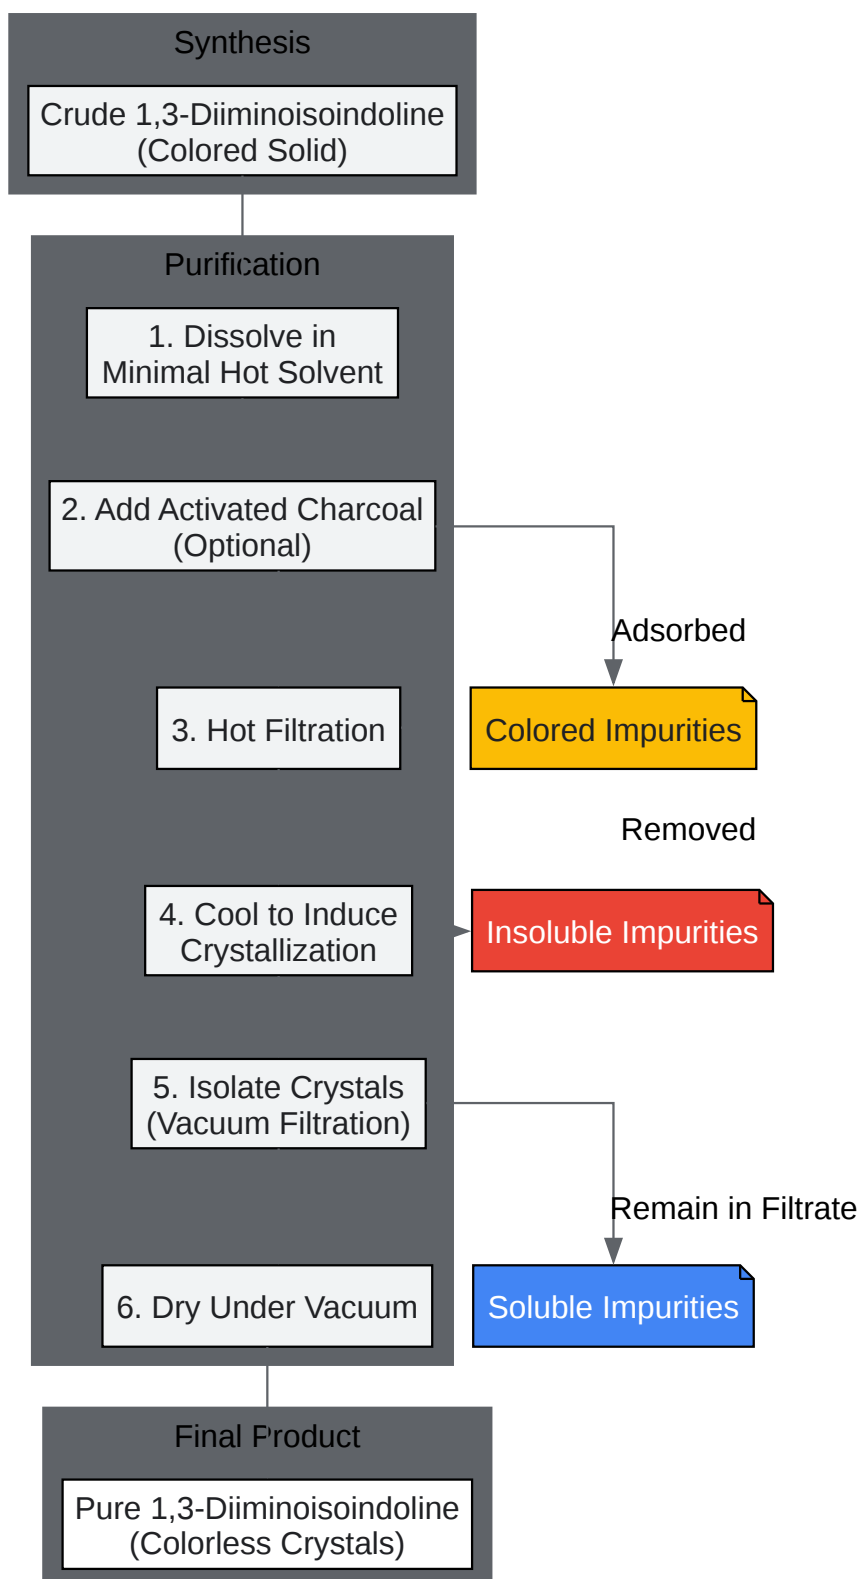 Synthesis
Crude 1,3-Diiminoisoindoline
(Colored Solid)
Purification
1. Dissolve in
Minimal Hot Solvent
2. Add Activated Charcoal
(Optional)
Adsorbed
3. Hot Filtration
Colored Impurities
Removed
4. Cool to Induce
Crystallization
Insoluble Impurities
5. Isolate Crystals
(Vacuum Filtration)
Remain in Filtrate
6. Dry Under Vacuum
Soluble Impurities
Final Product
Pure 1,3-Diiminoisoindoline
(Colorless Crystals)